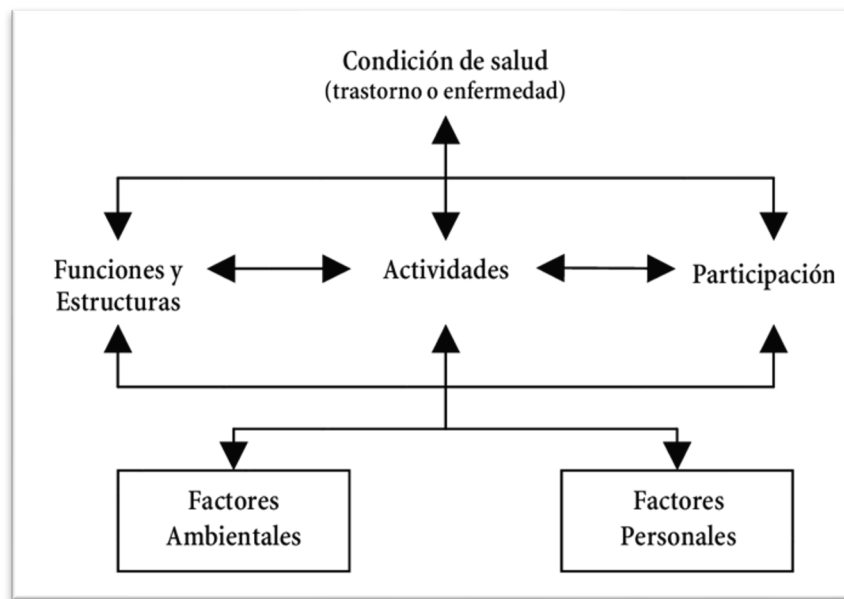 Condición de salud
(trastorno o enfermedad)
Funciones y
Estructuras
Actividades
Participación
Factores
Ambientales
Factores
Personales